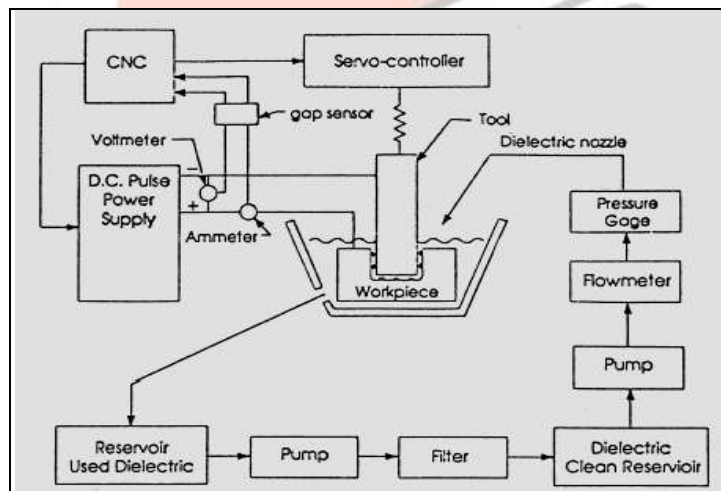 CNC
Servo-controller
gap sensor
Tool
Voltmeter
Dielectric nozzle
−
D.C. Pulse
Power
Supply
+
Ammeter
Pressure
Gage
Workpiece
Flowmeter
Pump
Reservoir
Used Dielectric
Pump
Filter
Dielectric
Clean Reservioir